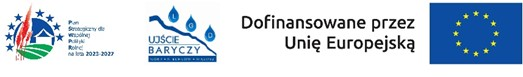 Plan
Strategiczny dla
Wspólnej
Polityki
Rolnej
na lata 2023-2027
LGD
UJŚCIE
BARYCZY
Dofinansowane przez
Unię Europejską